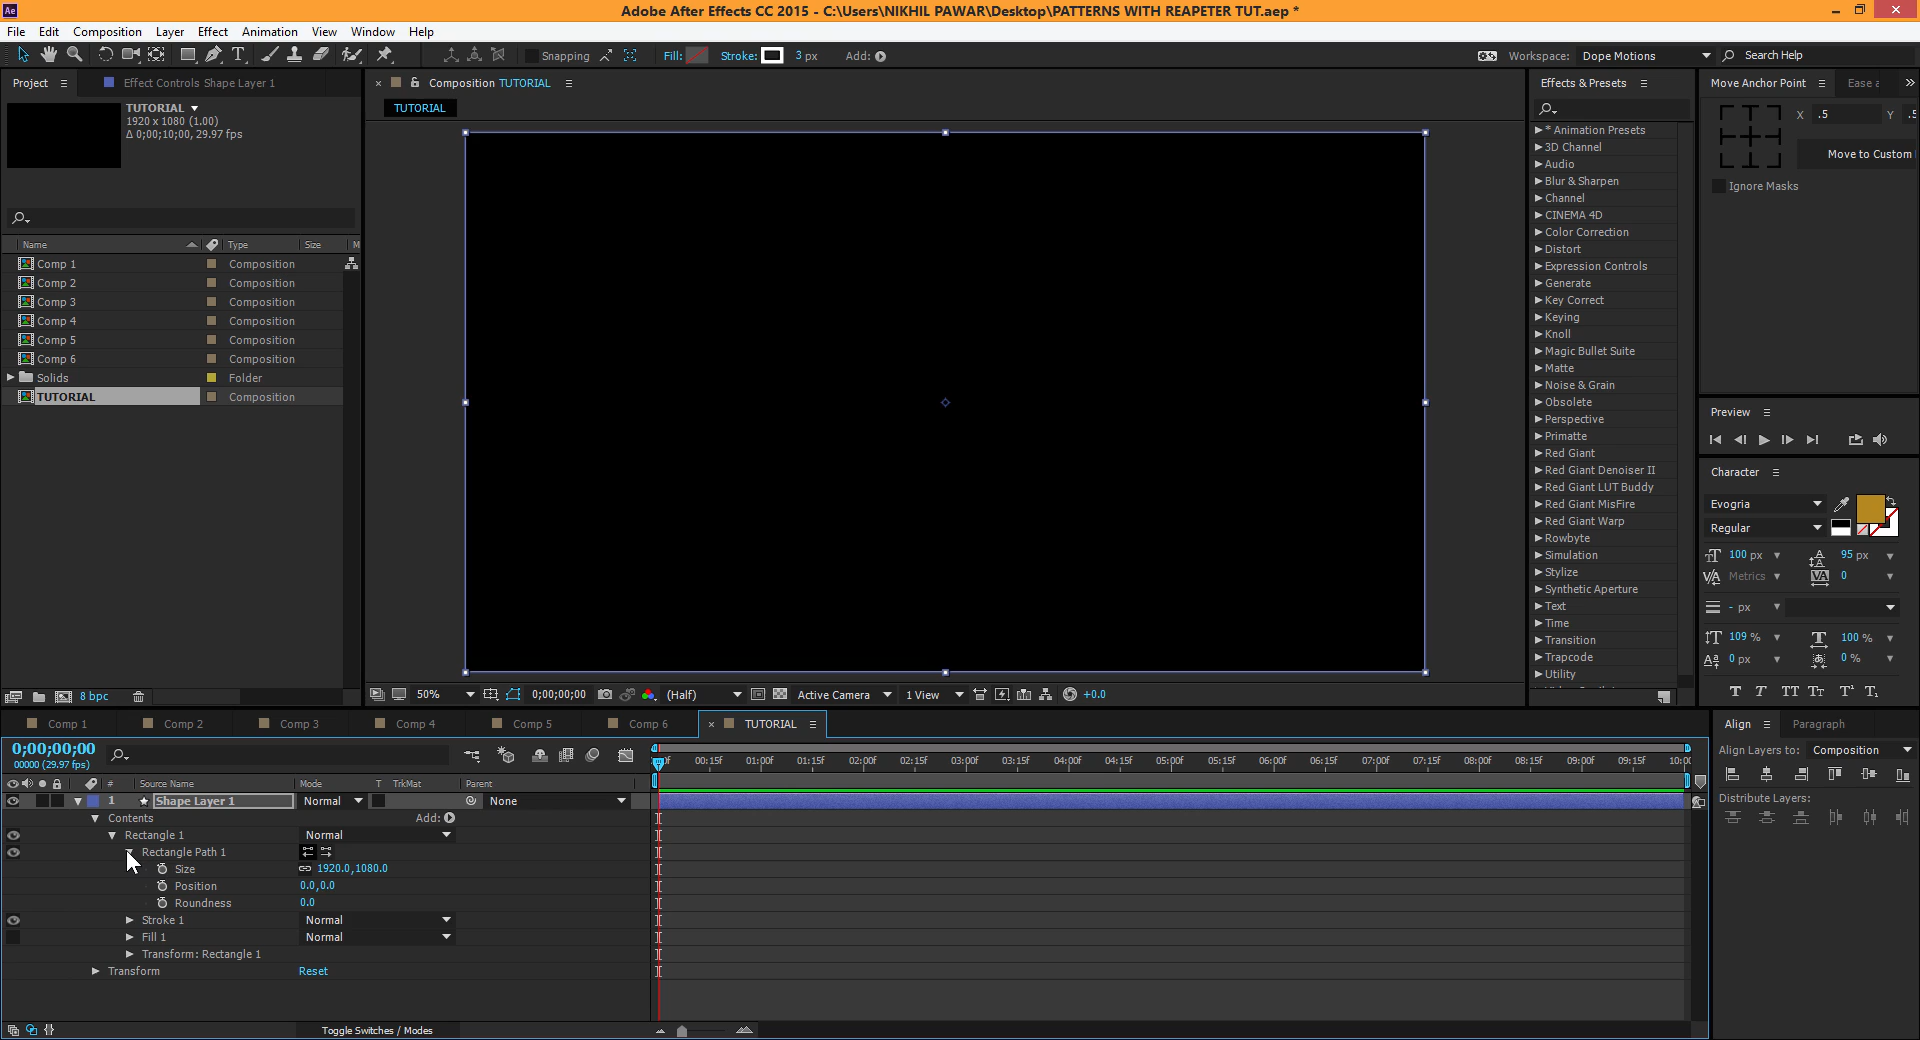 Ae
Adobe After Effects CC 2015 - C:\Users\NIKHIL PAWAR\Desktop\PATTERNS WITH REAPETER TUT.aep *
File Edit Composition Layer Effect Animation View Window Help
Snapping Fill: Stroke: 3 px Add: Workspace: Dope Motions Search Help
Project Effect Controls Shape Layer 1
TUTORIAL
1920 x 1080 (1.00)
Δ 0;00;10;00, 29.97 fps
Name Type Size M
Comp 1 Composition
Comp 2 Composition
Comp 3 Composition
Comp 4 Composition
Comp 5 Composition
Comp 6 Composition
Solids Folder
TUTORIAL Composition
8 bpc
Composition TUTORIAL
TUTORIAL
50% 0;00;00;00 (Half) Active Camera 1 View +0.0
Effects & Presets
* Animation Presets
3D Channel
Audio
Blur & Sharpen
Channel
CINEMA 4D
Color Correction
Distort
Expression Controls
Generate
Key Correct
Keying
Knoll
Magic Bullet Suite
Matte
Noise & Grain
Obsolete
Perspective
Primatte
Red Giant
Red Giant Denoiser II
Red Giant LUT Buddy
Red Giant MisFire
Red Giant Warp
Rowbyte
Simulation
Stylize
Synthetic Aperture
Text
Time
Transition
Trapcode
Utility
Move Anchor Point Ease a
X .5 Y .5
Move to Custom
Ignore Masks
Preview
Character
Evogria
Regular
100 px 95 px
Metrics 0
- px
109 % 100 %
0 px 0 %
Comp 1 Comp 2 Comp 3 Comp 4 Comp 5 Comp 6 TUTORIAL
0;00;00;00
00000 (29.97 fps)
# Source Name Mode T TrkMat Parent
00:15f 01:00f 01:15f 02:00f 02:15f 03:00f 03:15f 04:00f 04:15f 05:00f 05:15f 06:00f 06:15f 07:00f 07:15f 08:00f 08:15f 09:00f 09:15f 10:00
1 Shape Layer 1 Normal None
Contents Add:
Rectangle 1 Normal
Rectangle Path 1
Size 1920.0,1080.0
Position 0.0,0.0
Roundness 0.0
Stroke 1 Normal
Fill 1 Normal
Transform: Rectangle 1
Transform Reset
Toggle Switches / Modes
Align Paragraph
Align Layers to: Composition
Distribute Layers: